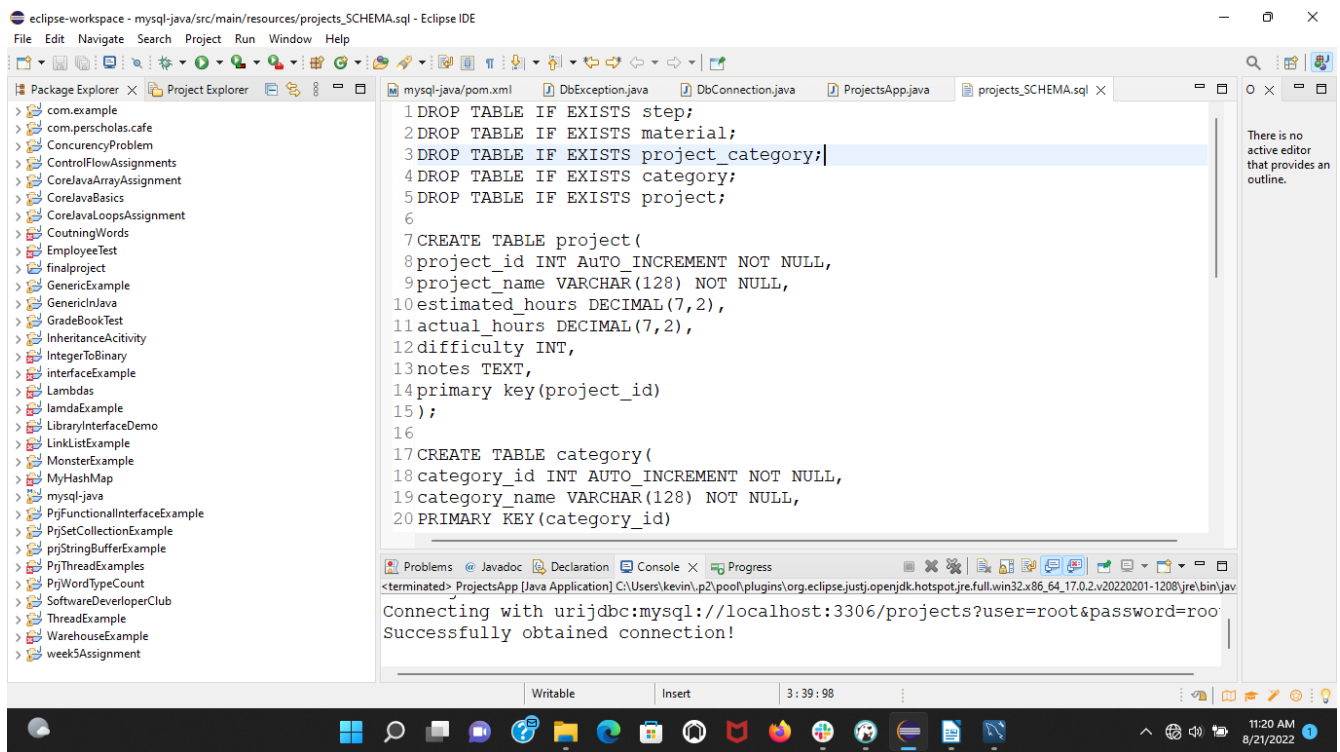 eclipse-workspace - mysql-java/src/main/resources/projects_SCHEMA.sql - Eclipse IDE
File Edit Navigate Search Project Run Window Help
Package Explorer Project Explorer
com.example
com.perscholas.cafe
ConcurencyProblem
ControlFlowAssignments
CoreJavaArrayAssignment
CoreJavaBasics
CoreJavaLoopsAssignment
CoutningWords
EmployeeTest
finalproject
GenericExample
GenericInJava
GradeBookTest
InheritanceAcitivity
IntegerToBinary
interfaceExample
Lambdas
lamdaExample
LibraryInterfaceDemo
LinkListExample
MonsterExample
MyHashMap
mysql-java
PrjFunctionalInterfaceExample
PrjSetCollectionExample
prjStringBufferExample
PrjThreadExamples
PrjWordTypeCount
SoftwareDeverloperClub
ThreadExample
WarehouseExample
week5Assignment
mysql-java/pom.xml DbException.java DbConnection.java ProjectsApp.java projects_SCHEMA.sql
1 DROP TABLE IF EXISTS step;
2 DROP TABLE IF EXISTS material;
3 DROP TABLE IF EXISTS project_category;
4 DROP TABLE IF EXISTS category;
5 DROP TABLE IF EXISTS project;
6
7 CREATE TABLE project(
8 project_id INT AuTO_INCREMENT NOT NULL,
9 project_name VARCHAR(128) NOT NULL,
10 estimated_hours DECIMAL(7,2),
11 actual_hours DECIMAL(7,2),
12 difficulty INT,
13 notes TEXT,
14 primary key(project_id)
15 );
16
17 CREATE TABLE category(
18 category_id INT AUTO_INCREMENT NOT NULL,
19 category_name VARCHAR(128) NOT NULL,
20 PRIMARY KEY(category_id)
O
There is no
active editor
that provides an
outline.
Problems Javadoc Declaration Console Progress
<terminated> ProjectsApp [Java Application] C:\Users\kevin\.p2\pool\plugins\org.eclipse.justj.openjdk.hotspot.jre.full.win32.x86_64_17.0.2.v20220201-1208\jre\bin\jav
Connecting with urijdbc:mysql://localhost:3306/projects?user=root&password=roo
Successfully obtained connection!
Writable Insert 3 : 39 : 98
11:20 AM
8/21/2022
1